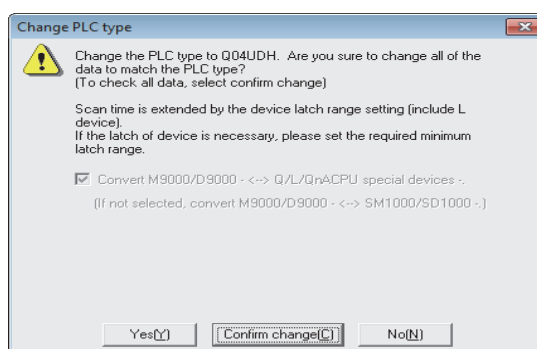 Change PLC type
Change the PLC type to Q04UDH. Are you sure to change all of the
data to match the PLC type?
(To check all data, select confirm change)
Scan time is extended by the device latch range setting (include L
device).
If the latch of device is necessary, please set the required minimum
latch range.
Convert M9000/D9000 - <--> Q/L/QnACPU special devices -.
(If not selected, convert M9000/D9000 - <--> SM1000/SD1000 -.)
Yes(Y) Confirm change(C) No(N)